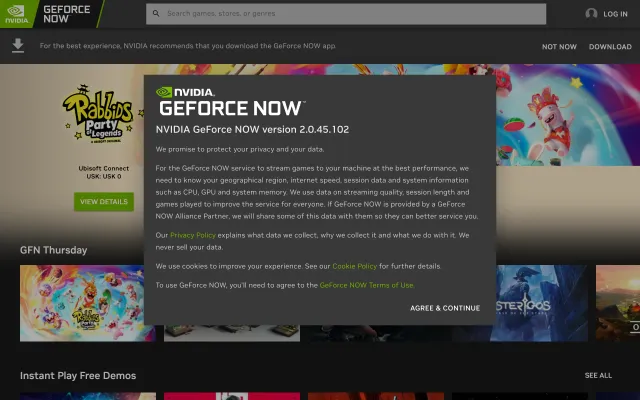 NVIDIA
GEFORCE
NOW
Search games, stores, or genres
LOG IN
For the best experience, NVIDIA recommends that you download the GeForce NOW app.
NOT NOW
DOWNLOAD
Rabbids
Party of
Legends
Ubisoft Connect
USK: USK 0
VIEW DETAILS
NVIDIA
GEFORCE NOW
NVIDIA GeForce NOW version 2.0.45.102
We promise to protect your privacy and your data.
For the GeForce NOW service to stream games to your machine at the best performance, we
need to know your geographical region, internet speed, session data and system information
such as CPU, GPU and system memory. We use data on streaming quality, session length and
games played to improve the service for everyone. If GeForce NOW is provided by a GeForce
NOW Alliance Partner, we will share some of this data with them so they can better service you.
Our Privacy Policy explains what data we collect, why we collect it and what we do with it. We
never sell your data.
We use cookies to improve your experience. See our Cookie Policy for further details.
To use GeForce NOW, you'll need to agree to the GeForce NOW Terms of Use.
AGREE & CONTINUE
GFN Thursday
Instant Play Free Demos
SEE ALL